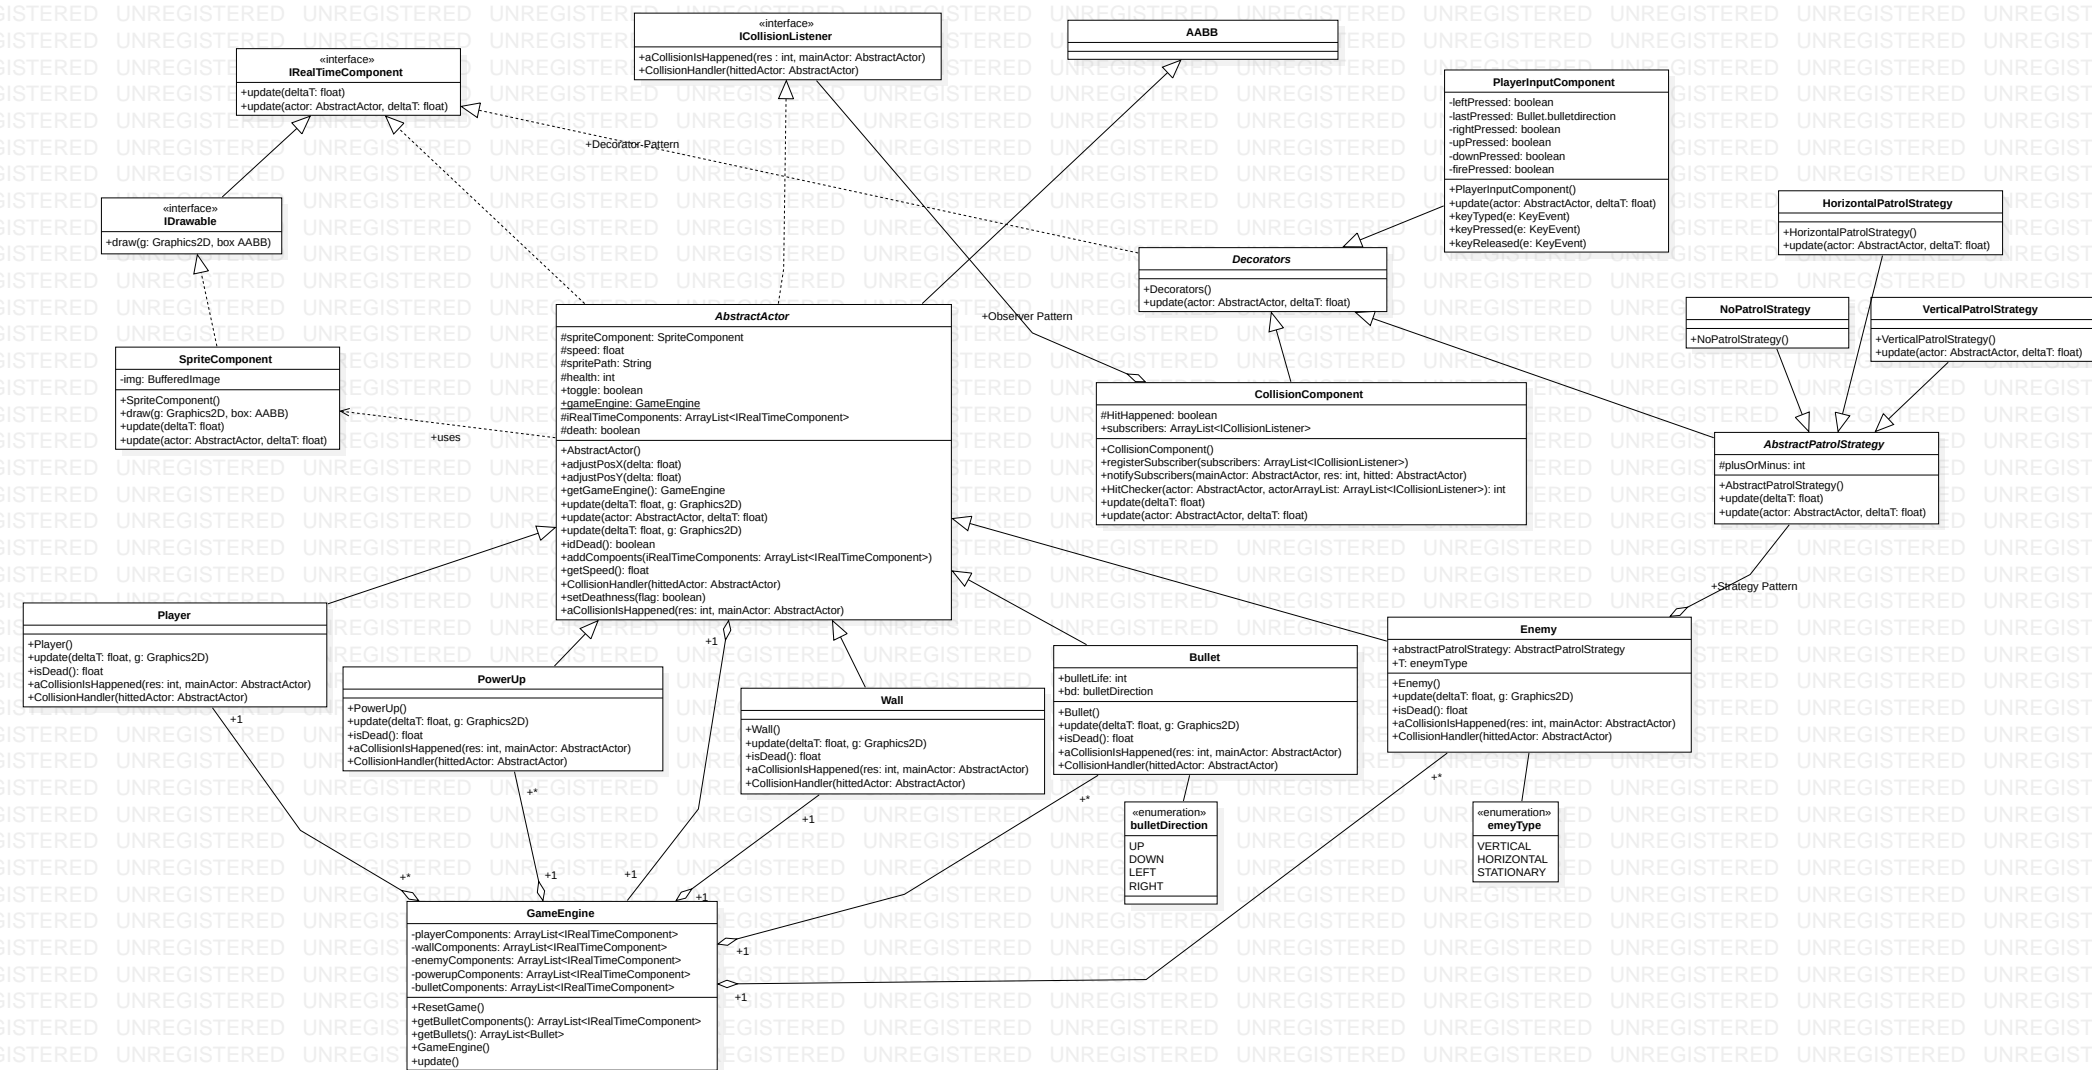 «interface»
ICollisionListener
+aCollisionIsHappened(res : int, mainActor: AbstractActor)
+CollisionHandler(hittedActor: AbstractActor)
AABB
«interface»
IRealTimeComponent
+update(deltaT: float)
+update(actor: AbstractActor, deltaT: float)
PlayerInputComponent
-leftPressed: boolean
-lastPressed: Bullet.bulletdirection
-rightPressed: boolean
-upPressed: boolean
-downPressed: boolean
-firePressed: boolean
+PlayerInputComponent()
+update(actor: AbstractActor, deltaT: float)
+keyTyped(e: KeyEvent)
+keyPressed(e: KeyEvent)
+keyReleased(e: KeyEvent)
+Decorator-Pattern
«interface»
IDrawable
+draw(g: Graphics2D, box AABB)
HorizontalPatrolStrategy
+HorizontalPatrolStrategy()
+update(actor: AbstractActor, deltaT: float)
Decorators
+Decorators()
+update(actor: AbstractActor, deltaT: float)
NoPatrolStrategy
+NoPatrolStrategy()
VerticalPatrolStrategy
+VerticalPatrolStrategy()
+update(actor: AbstractActor, deltaT: float)
+Observer Pattern
AbstractActor
#spriteComponent: SpriteComponent
#speed: float
#spritePath: String
#health: int
+toggle: boolean
+gameEngine: GameEngine
#iRealTimeComponents: ArrayList<IRealTimeComponent>
#death: boolean
+AbstractActor()
+adjustPosX(delta: float)
+adjustPosY(delta: float)
+getGameEngine(): GameEngine
+update(deltaT: float, g: Graphics2D)
+update(actor: AbstractActor, deltaT: float)
+update(deltaT: float, g: Graphics2D)
+idDead(): boolean
+addCompoents(iRealTimeComponents: ArrayList<IRealTimeComponent>)
+getSpeed(): float
+CollisionHandler(hittedActor: AbstractActor)
+setDeathness(flag: boolean)
+aCollisionIsHappened(res: int, mainActor: AbstractActor)
SpriteComponent
-img: BufferedImage
+SpriteComponent()
+draw(g: Graphics2D, box: AABB)
+update(deltaT: float)
+update(actor: AbstractActor, deltaT: float)
+uses
CollisionComponent
#HitHappened: boolean
+subscribers: ArrayList<ICollisionListener>
+CollisionComponent()
+registerSubscriber(subscribers: ArrayList<ICollisionListener>)
+notifySubscribers(mainActor: AbstractActor, res: int, hitted: AbstractActor)
+HitChecker(actor: AbstractActor, actorArrayList: ArrayList<ICollisionListener>): int
+update(deltaT: float)
+update(actor: AbstractActor, deltaT: float)
AbstractPatrolStrategy
#plusOrMinus: int
+AbstractPatrolStrategy()
+update(deltaT: float)
+update(actor: AbstractActor, deltaT: float)
+Strategy Pattern
Player
+Player()
+update(deltaT: float, g: Graphics2D)
+isDead(): float
+aCollisionIsHappened(res: int, mainActor: AbstractActor)
+CollisionHandler(hittedActor: AbstractActor)
PowerUp
+PowerUp()
+update(deltaT: float, g: Graphics2D)
+isDead(): float
+aCollisionIsHappened(res: int, mainActor: AbstractActor)
+CollisionHandler(hittedActor: AbstractActor)
Wall
+Wall()
+update(deltaT: float, g: Graphics2D)
+isDead(): float
+aCollisionIsHappened(res: int, mainActor: AbstractActor)
+CollisionHandler(hittedActor: AbstractActor)
Bullet
+bulletLife: int
+bd: bulletDirection
+Bullet()
+update(deltaT: float, g: Graphics2D)
+isDead(): float
+aCollisionIsHappened(res: int, mainActor: AbstractActor)
+CollisionHandler(hittedActor: AbstractActor)
Enemy
+abstractPatrolStrategy: AbstractPatrolStrategy
+T: eneymType
+Enemy()
+update(deltaT: float, g: Graphics2D)
+isDead(): float
+aCollisionIsHappened(res: int, mainActor: AbstractActor)
+CollisionHandler(hittedActor: AbstractActor)
+1
+1
+*
+*
+*
+1
«enumeration»
bulletDirection
UP
DOWN
LEFT
RIGHT
«enumeration»
emeyType
VERTICAL
HORIZONTAL
STATIONARY
+*
+1
+1
+1
+1
+1
GameEngine
-playerComponents: ArrayList<IRealTimeComponent>
-wallComponents: ArrayList<IRealTimeComponent>
-enemyComponents: ArrayList<IRealTimeComponent>
-powerupComponents: ArrayList<IRealTimeComponent>
-bulletComponents: ArrayList<IRealTimeComponent>
+ResetGame()
+getBulletComponents(): ArrayList<IRealTimeComponent>
+getBullets(): ArrayList<Bullet>
+GameEngine()
+update()
UNREGISTERED